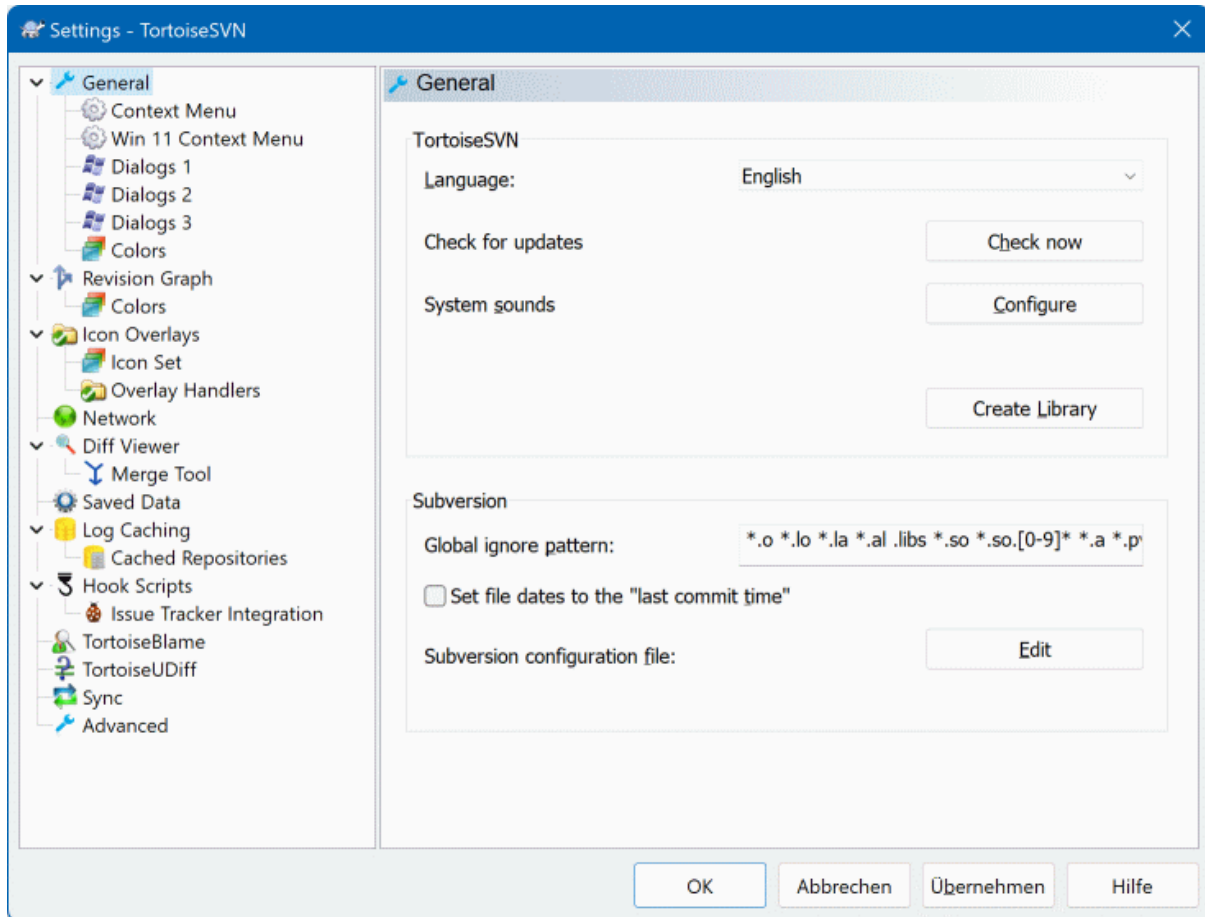 Settings - TortoiseSVN
General
Context Menu
Win 11 Context Menu
Dialogs 1
Dialogs 2
Dialogs 3
Colors
Revision Graph
Colors
Icon Overlays
Icon Set
Overlay Handlers
Network
Diff Viewer
Merge Tool
Saved Data
Log Caching
Cached Repositories
Hook Scripts
Issue Tracker Integration
TortoiseBlame
TortoiseUDiff
Sync
Advanced
General
TortoiseSVN
Language: English
Check for updates Check now
System sounds Configure
Create Library
Subversion
Global ignore pattern: *.o *.lo *.la *.al .libs *.so *.so.[0-9]* *.a
Set file dates to the "last commit time"
Subversion configuration file: Edit
OK Abbrechen Übernehmen Hilfe